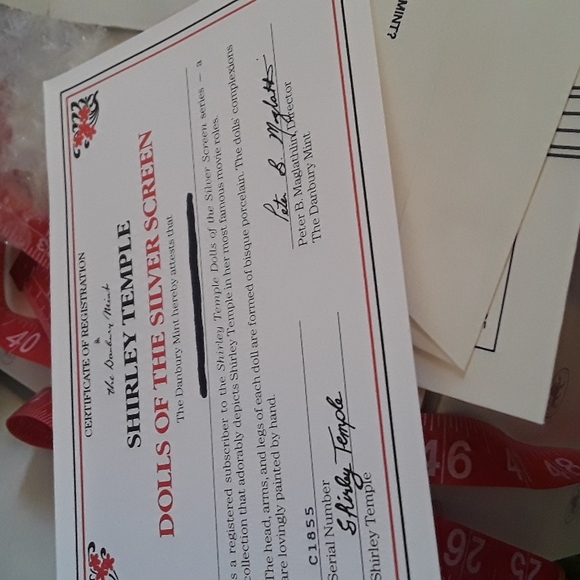 CERTIFICATE OF REGISTRATION
the Danbury Mint
SHIRLEY TEMPLE
DOLLS OF THE SILVER SCREEN
The Danbury Mint hereby attests that
is a registered subscriber to the Shirley Temple Dolls of the Silver Screen series — a
collection that adorably depicts Shirley Temple in her most famous movie roles.
The head, arms, and legs of each doll are formed of bisque porcelain. The dolls' complexions
are lovingly painted by hand.
C1855
Serial Number
Shirley Temple
Shirley Temple
Peter B. Maglathlin
Peter B. Maglathlin, Director
The Danbury Mint
MINT?
40
46
48
26
25